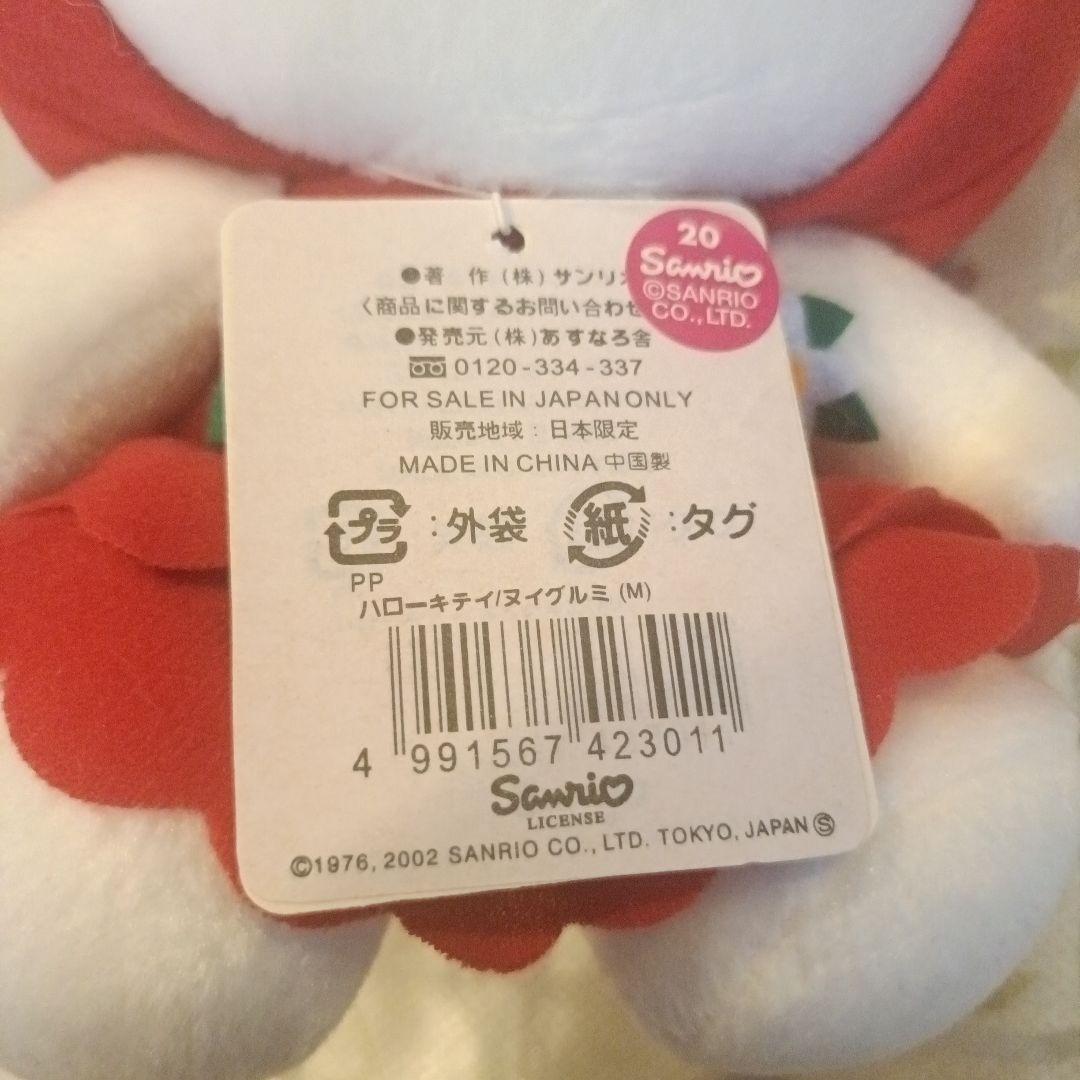 ●著 作 (株) サンリ
〈商品に関するお問い合わせ
●発売元 (株) あすなろ舎
0120-334-337
FOR SALE IN JAPAN ONLY
販売地域:日本限定
MADE IN CHINA 中国製
プラ :外袋 紙 :タグ
PP
ハローキテイ/ヌイグルミ (M)
4 991567 423011
Sanrio
LICENSE
©1976, 2002 SANRIO CO., LTD. TOKYO, JAPAN Ⓢ
20
Sanrio
©SANRIO
CO., LTD.